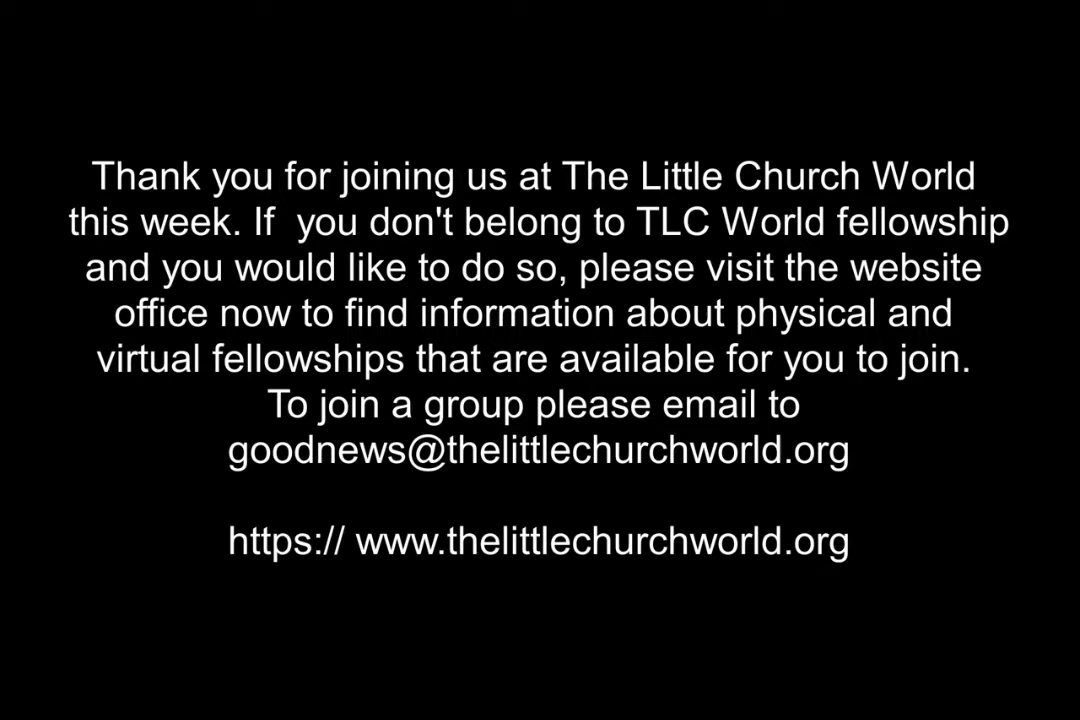 Thank you for joining us at The Little Church World
this week. If  you don't belong to TLC World fellowship
and you would like to do so, please visit the website
office now to find information about physical and
virtual fellowships that are available for you to join.
To join a group please email to
goodnews@thelittlechurchworld.org
https:// www.thelittlechurchworld.org